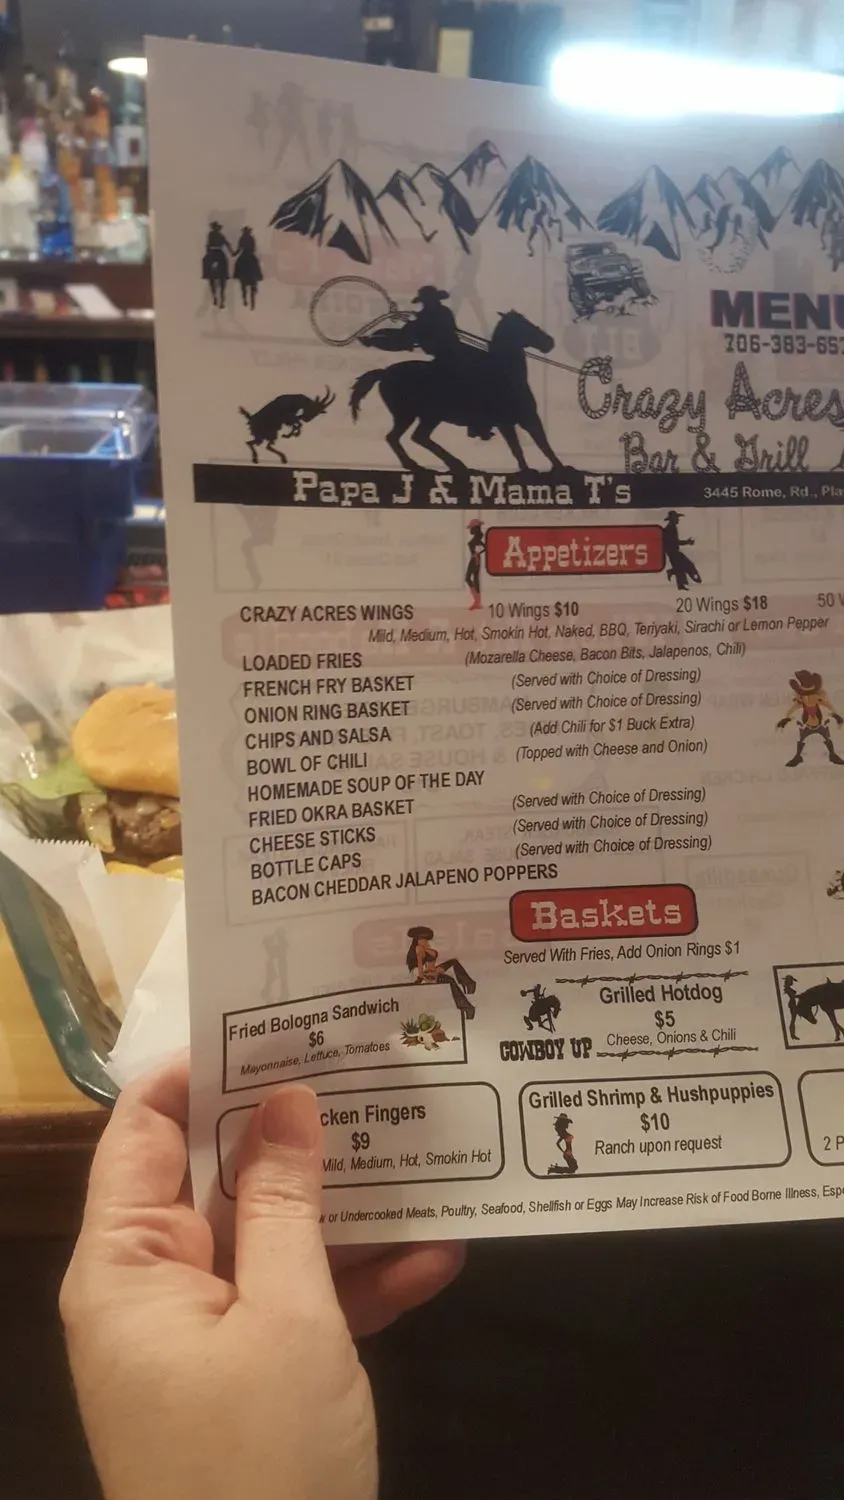 MENU
706-383-657
Crazy Acres
Bar & Grill
Papa J & Mama T's
3445 Rome, Rd., Pla
Appetizers
CRAZY ACRES WINGS 10 Wings $10 20 Wings $18 50 W
Mild, Medium, Hot, Smokin Hot, Naked, BBQ, Teriyaki, Sirachi or Lemon Pepper
LOADED FRIES (Mozarella Cheese, Bacon Bits, Jalapenos, Chili)
FRENCH FRY BASKET (Served with Choice of Dressing)
ONION RING BASKET (Served with Choice of Dressing)
CHIPS AND SALSA (Add Chili for $1 Buck Extra)
BOWL OF CHILI (Topped with Cheese and Onion)
HOMEMADE SOUP OF THE DAY
FRIED OKRA BASKET (Served with Choice of Dressing)
CHEESE STICKS (Served with Choice of Dressing)
BOTTLE CAPS (Served with Choice of Dressing)
BACON CHEDDAR JALAPENO POPPERS
Baskets
Served With Fries, Add Onion Rings $1
Fried Bologna Sandwich
$6
Mayonnaise, Lettuce, Tomatoes
COWBOY UP
Grilled Hotdog
$5
Cheese, Onions & Chili
cken Fingers
$9
Mild, Medium, Hot, Smokin Hot
Grilled Shrimp & Hushpuppies
$10
Ranch upon request
2 P
or Undercooked Meats, Poultry, Seafood, Shellfish or Eggs May Increase Risk of Food Borne Illness, Espe